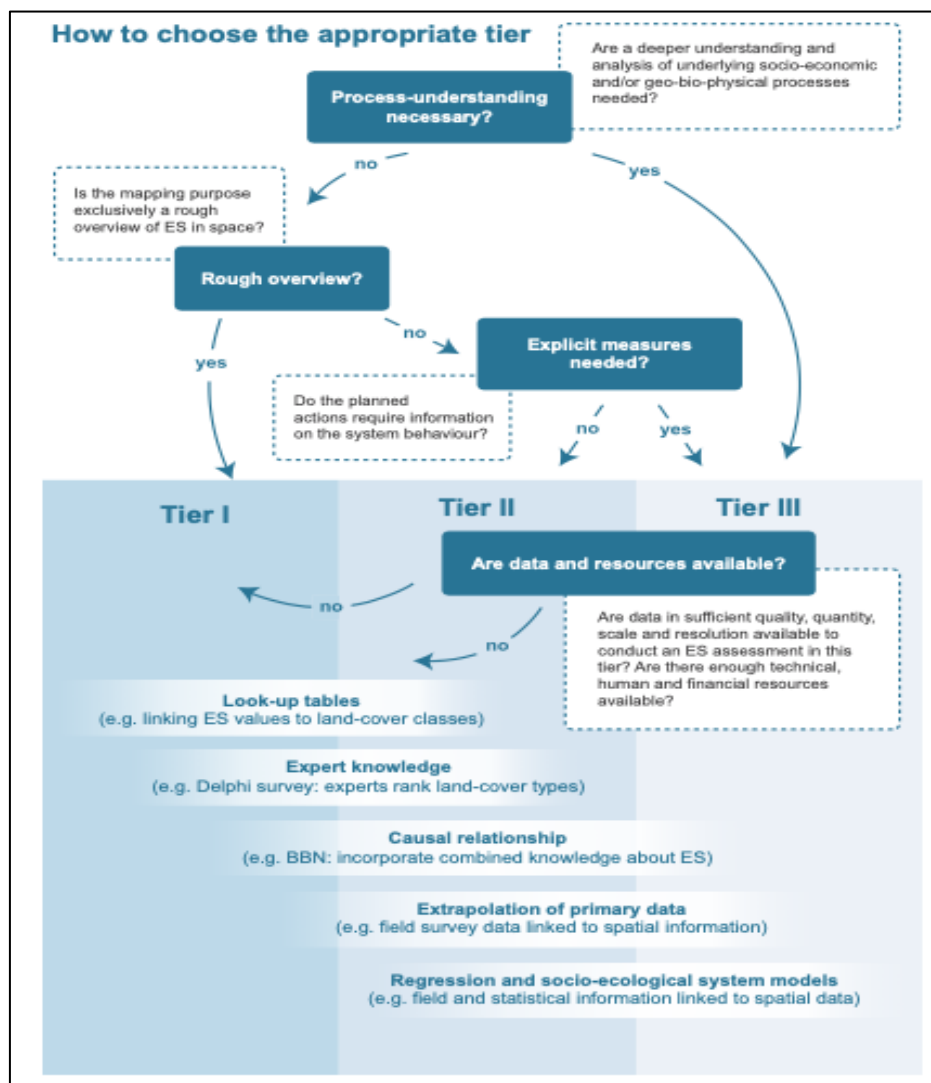 How to choose the appropriate tier
Are a deeper understanding and
analysis of underlying socio-economic
and/or geo-bio-physical processes
needed?
Process-understanding
necessary?
no
yes
Is the mapping purpose
exclusively a rough
overview of ES in space?
Rough overview?
no
yes
Explicit measures
needed?
Do the planned
actions require information
on the system behaviour?
no
yes
Tier I
Tier II
Tier III
Are data and resources available?
no
no
Are data in sufficient quality, quantity,
scale and resolution available to
conduct an ES assessment in this
tier? Are there enough technical,
human and financial resources
available?
Look-up tables
(e.g. linking ES values to land-cover classes)
Expert knowledge
(e.g. Delphi survey: experts rank land-cover types)
Causal relationship
(e.g. BBN: incorporate combined knowledge about ES)
Extrapolation of primary data
(e.g. field survey data linked to spatial information)
Regression and socio-ecological system models
(e.g. field and statistical information linked to spatial data)